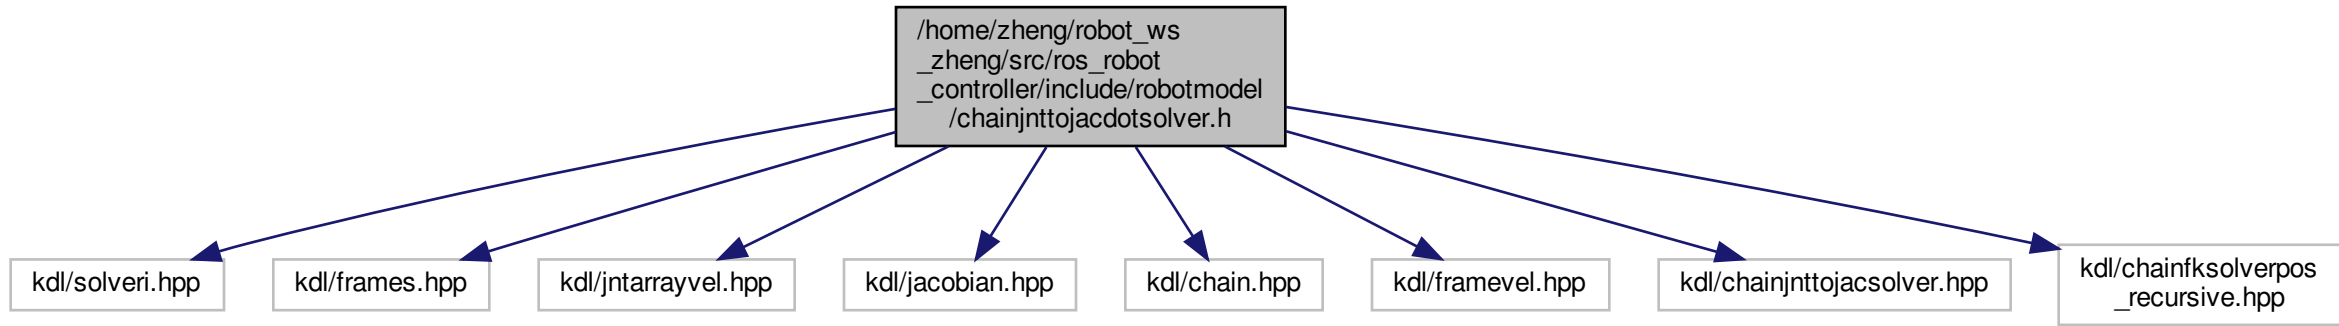 /home/zheng/robot_ws
_zheng/src/ros_robot
_controller/include/robotmodel
/chainjnttojacdotsolver.h
kdl/solveri.hpp
kdl/frames.hpp
kdl/jntarrayvel.hpp
kdl/jacobian.hpp
kdl/chain.hpp
kdl/framevel.hpp
kdl/chainjnttojacsolver.hpp
kdl/chainfksolverpos
_recursive.hpp